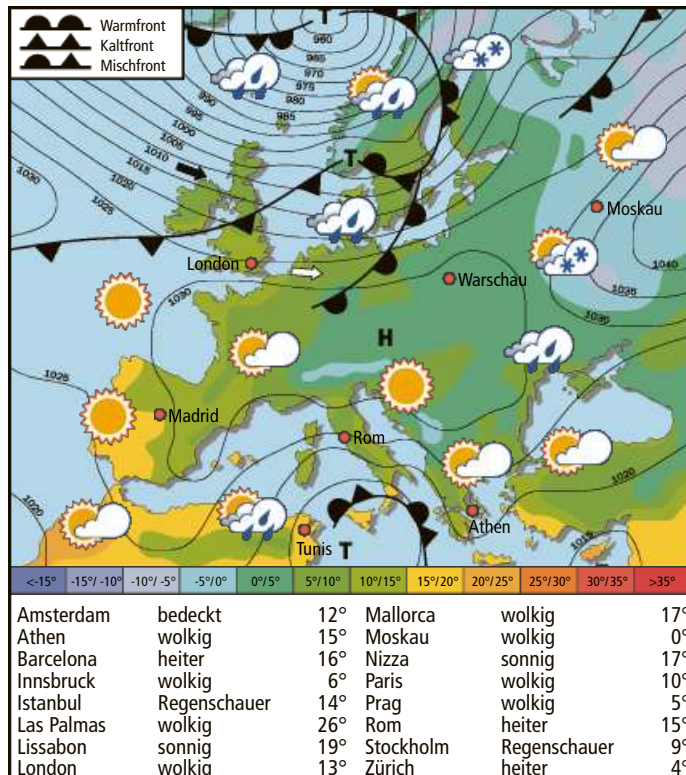 Warmfront
Kaltfront
Mischfront
T
960
965
970
975
980
985
990
995
1000
1005
1010
1015
1020
1025
1030
T
Moskau
1040
1035
1035
London
Warschau
1030
H
1025
Madrid
Rom
1020
1020
Athen
Tunis
T
1015
<-15° -15°/ -10° -10°/ -5° -5°/0° 0°/5° 5°/10° 10°/15° 15°/20° 20°/25° 25°/30° 30°/35° >35°
Amsterdam bedeckt 12° Mallorca wolkig 17°
Athen wolkig 15° Moskau wolkig 0°
Barcelona heiter 16° Nizza sonnig 17°
Innsbruck wolkig 6° Paris wolkig 10°
Istanbul Regenschauer 14° Prag wolkig 5°
Las Palmas wolkig 26° Rom heiter 15°
Lissabon sonnig 19° Stockholm Regenschauer 9°
London wolkig 13° Zürich heiter 4°